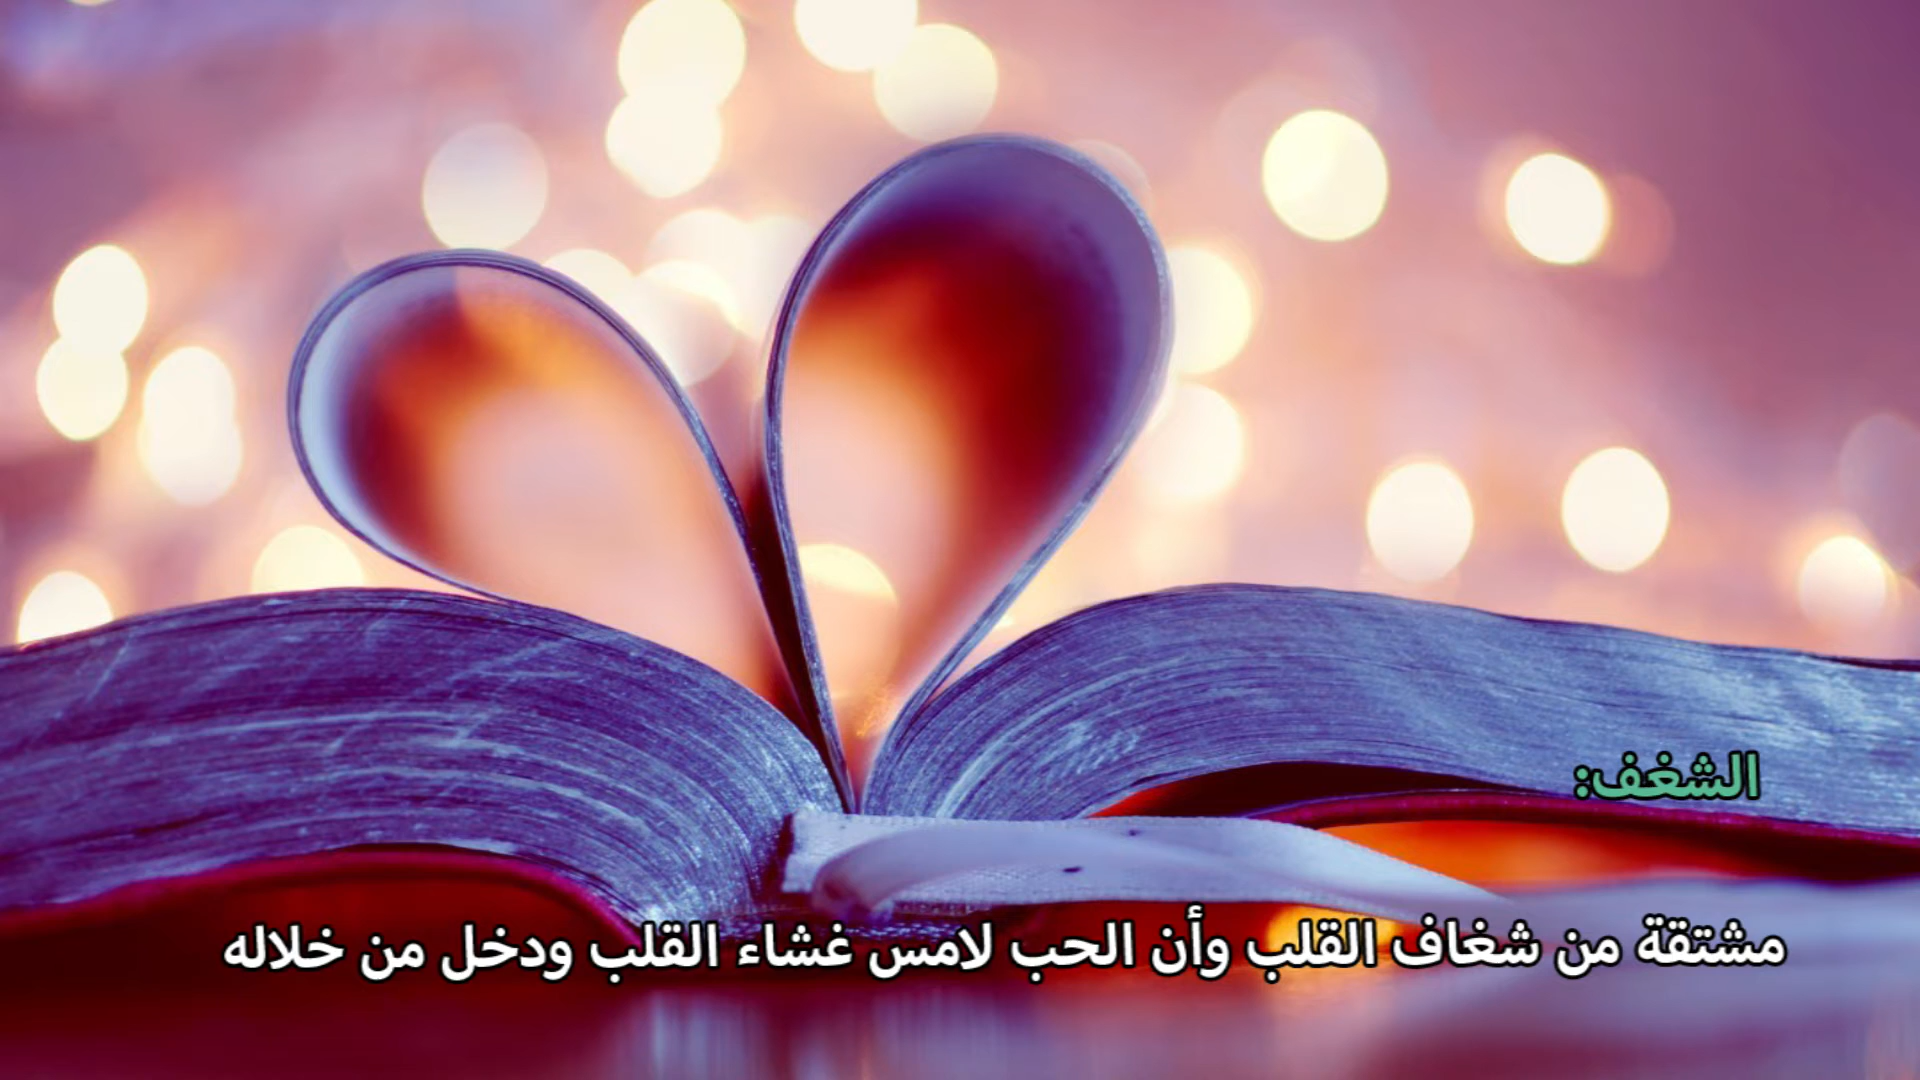 الشغف:
مشتقة من شغاف القلب وأن الحب لامس غشاء القلب ودخل من خلاله